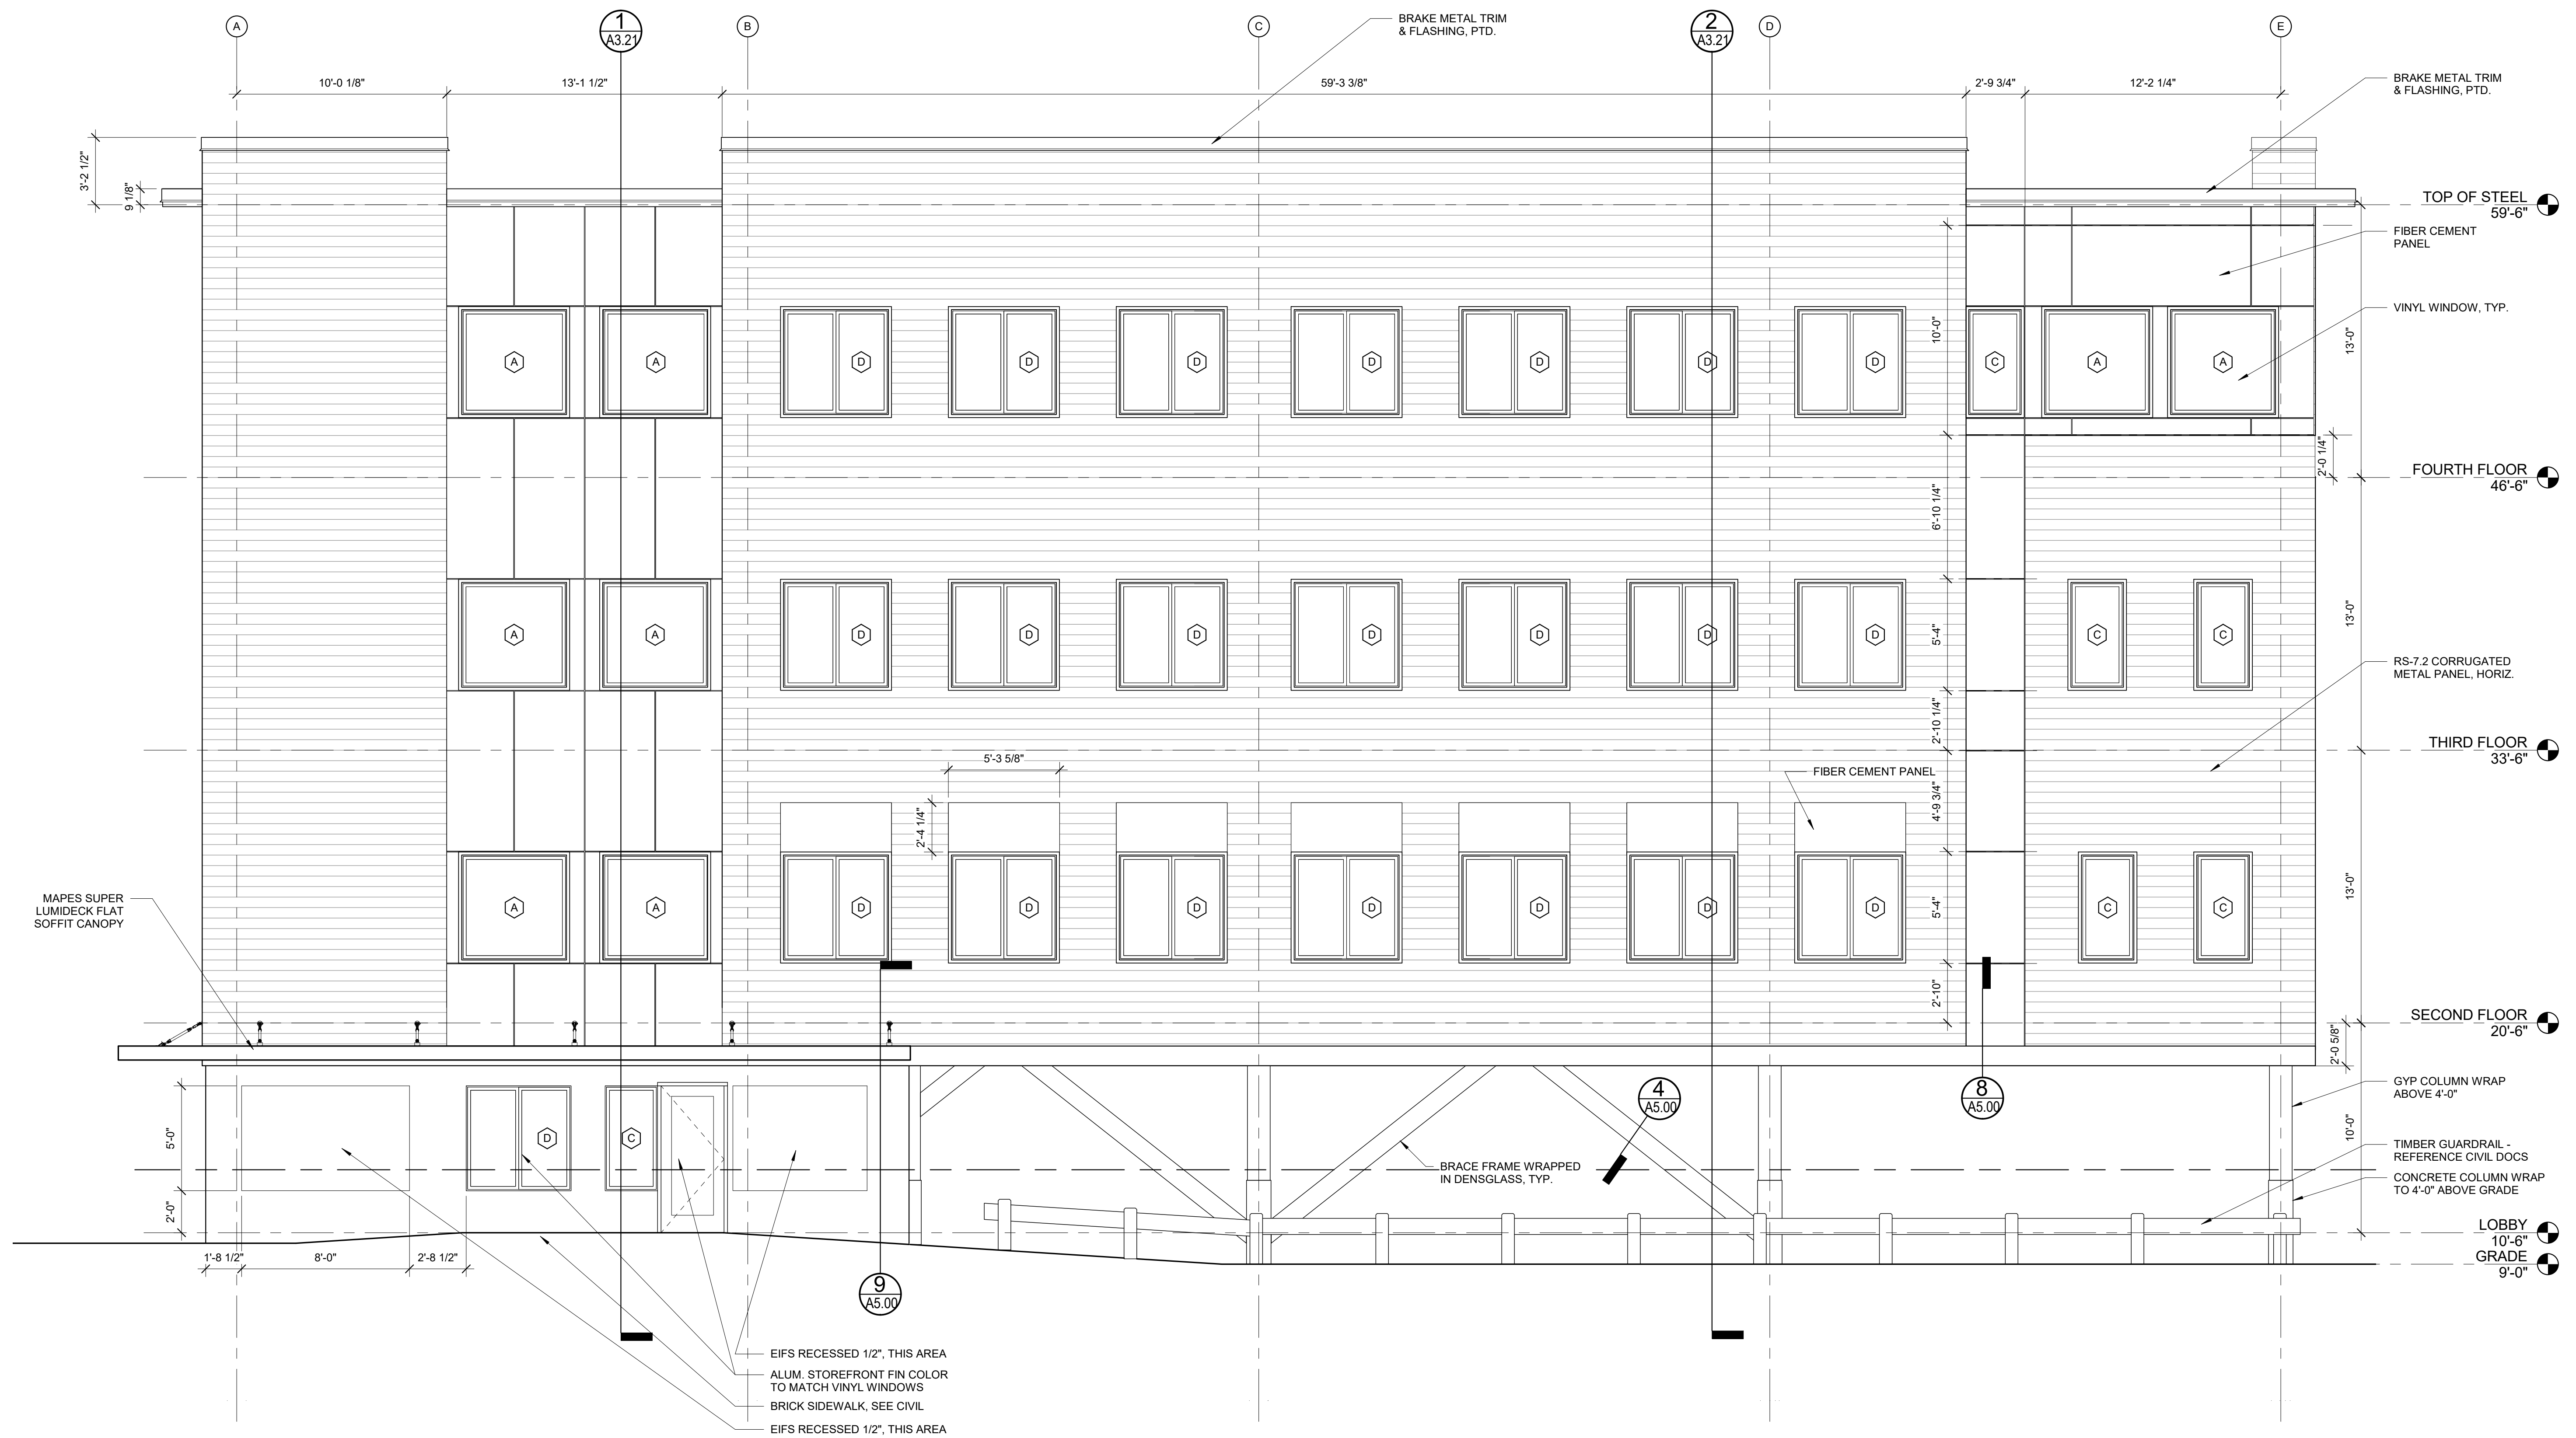 A
1
A3.21
B
C
2
A3.21
D
E
BRAKE METAL TRIM
& FLASHING, PTD.
10'-0 1/8"
13'-1 1/2"
59'-3 3/8"
2'-9 3/4"
12'-2 1/4"
BRAKE METAL TRIM
& FLASHING, PTD.
3'-2 1/2"
9 1/8"
TOP OF STEEL
59'-6"
FIBER CEMENT
PANEL
VINYL WINDOW, TYP.
10'-0"
13'-0"
A
A
D
D
D
D
D
D
D
C
A
A
2'-0 1/4"
FOURTH FLOOR
46'-6"
6'-10 1/4"
13'-0"
A
A
D
D
D
D
D
D
D
5'-4"
C
C
RS-7.2 CORRUGATED
METAL PANEL, HORIZ.
2'-10 1/4"
THIRD FLOOR
33'-6"
5'-3 5/8"
FIBER CEMENT PANEL
2'-4 1/4"
4'-9 3/4"
13'-0"
MAPES SUPER
LUMIDECK FLAT
SOFFIT CANOPY
A
A
D
D
D
D
D
D
D
5'-4"
C
C
2'-10"
SECOND FLOOR
20'-6"
2'-0 5/8"
4
A5.00
8
A5.00
GYP COLUMN WRAP
ABOVE 4'-0"
5'-0"
D
C
10'-0"
TIMBER GUARDRAIL -
REFERENCE CIVIL DOCS
BRACE FRAME WRAPPED
IN DENSGLASS, TYP.
CONCRETE COLUMN WRAP
TO 4'-0" ABOVE GRADE
2'-0"
LOBBY
10'-6"
GRADE
9'-0"
1'-8 1/2"
8'-0"
2'-8 1/2"
9
A5.00
EIFS RECESSED 1/2", THIS AREA
ALUM. STOREFRONT FIN COLOR
TO MATCH VINYL WINDOWS
BRICK SIDEWALK, SEE CIVIL
EIFS RECESSED 1/2", THIS AREA